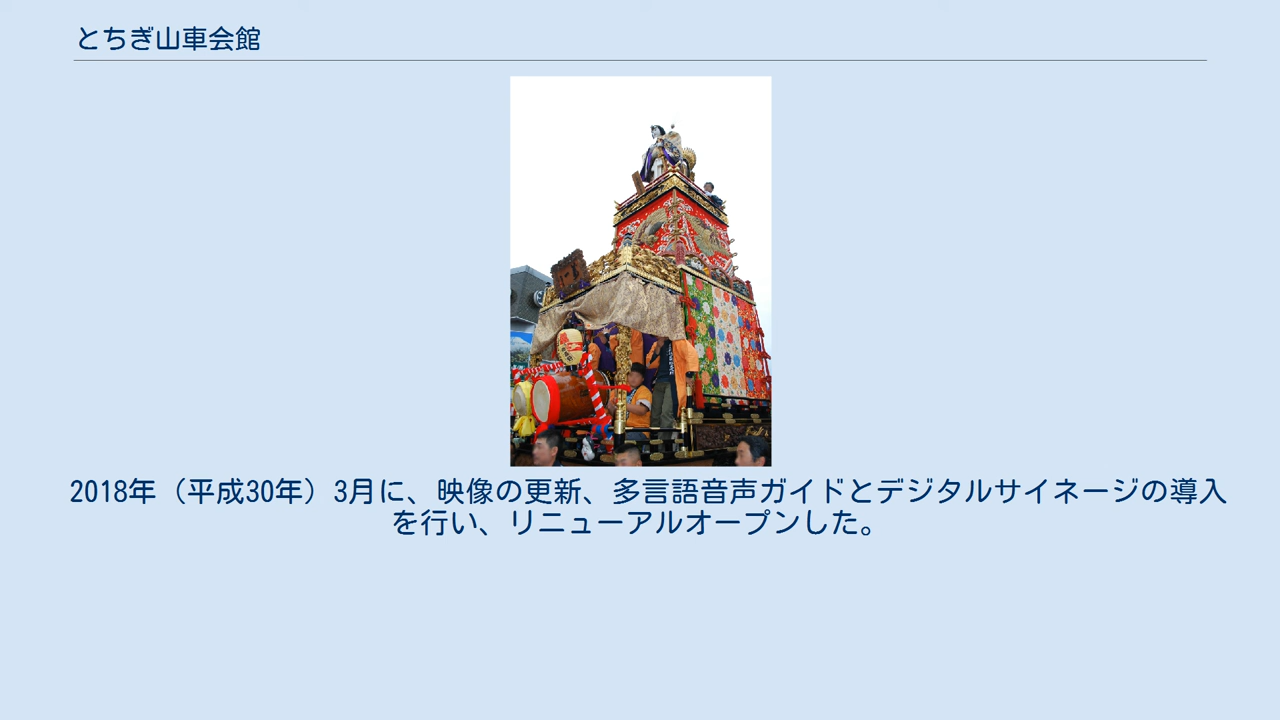 とちぎ山車会館
2018年（平成30年）3月に、映像の更新、多言語音声ガイドとデジタルサイネージの導入
を行い、リニューアルオープンした。